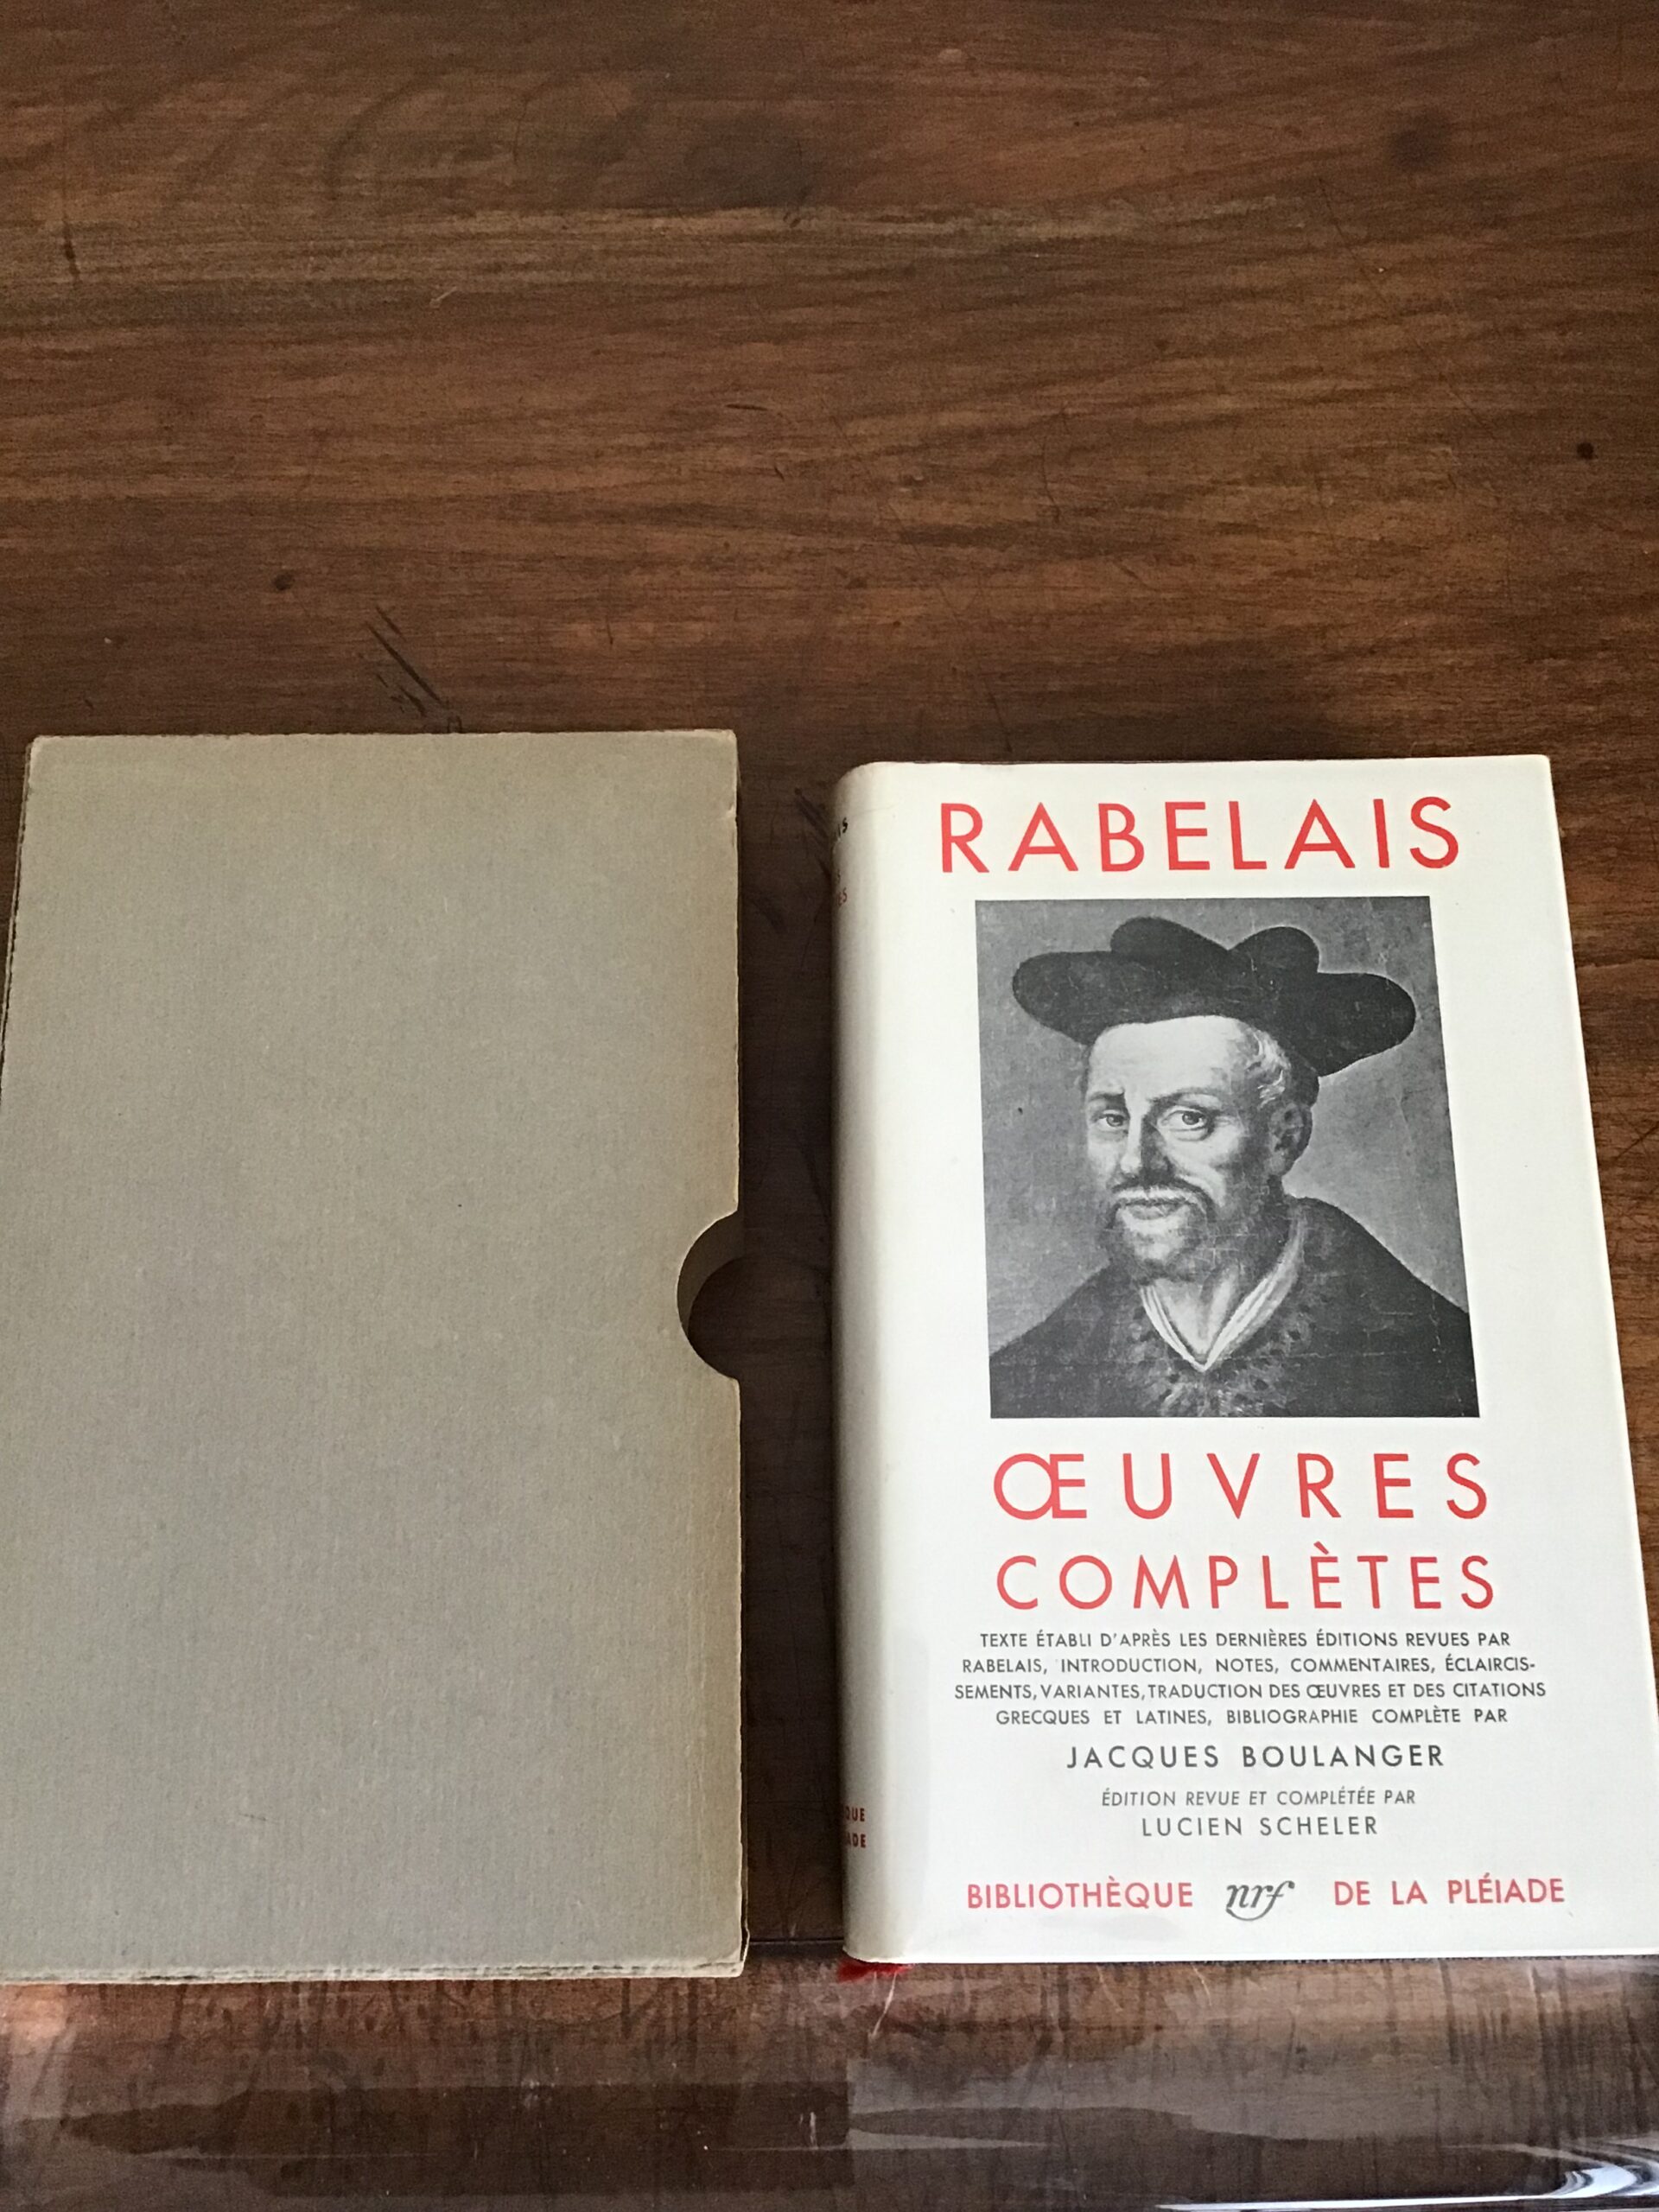 RABELAIS
ŒUVRES
COMPLÈTES
TEXTE ÉTABLI D'APRÈS LES DERNIÈRES ÉDITIONS REVUES PAR
RABELAIS, INTRODUCTION, NOTES, COMMENTAIRES, ÉCLAIRCIS-
SEMENTS, VARIANTES, TRADUCTION DES ŒUVRES ET DES CITATIONS
GRECQUES ET LATINES, BIBLIOGRAPHIE COMPLÈTE PAR
JACQUES BOULANGER
ÉDITION REVUE ET COMPLÉTÉE PAR
LUCIEN SCHELER
BIBLIOTHÈQUE nrf DE LA PLÉIADE